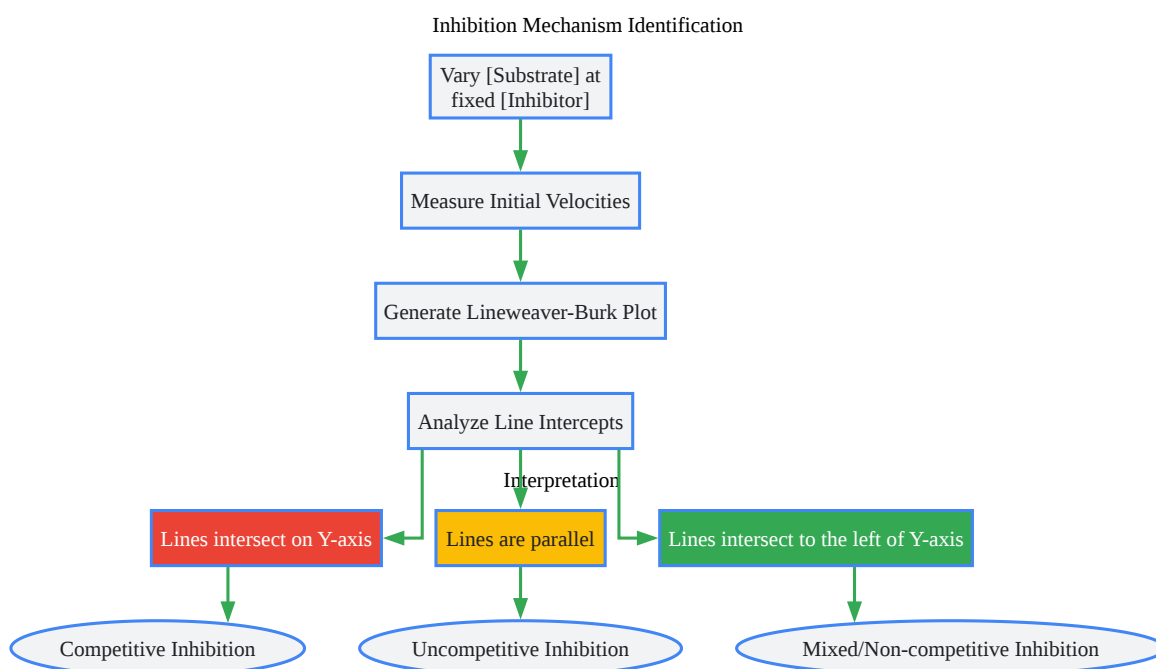 Inhibition Mechanism Identification
Vary [Substrate] at
fixed [Inhibitor]
Measure Initial Velocities
Generate Lineweaver-Burk Plot
Analyze Line Intercepts
Interpretation
Lines intersect on Y-axis
Lines are parallel
Lines intersect to the left of Y-axis
Competitive Inhibition
Uncompetitive Inhibition
Mixed/Non-competitive Inhibition